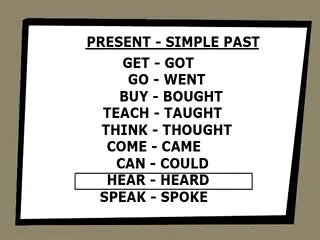 PRESENT - SIMPLE PAST
GET - GOT
GO - WENT
BUY - BOUGHT
TEACH - TAUGHT
THINK - THOUGHT
COME - CAME
CAN - COULD
HEAR - HEARD
SPEAK - SPOKE